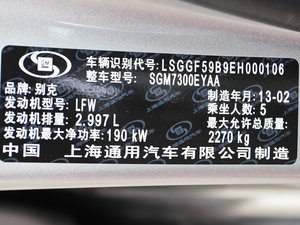 车辆识别代号: LSGGF59B9EH000106
整车型号: SGM7300EYAA
品牌: 别克 制造年月: 13-02
发动机型号: LFW 乘坐人数: 5
发动机排量: 2.997 L 最大允许总质量:
发动机最大净功率: 190 kW 2270 kg
中国 上海通用汽车有限公司制造